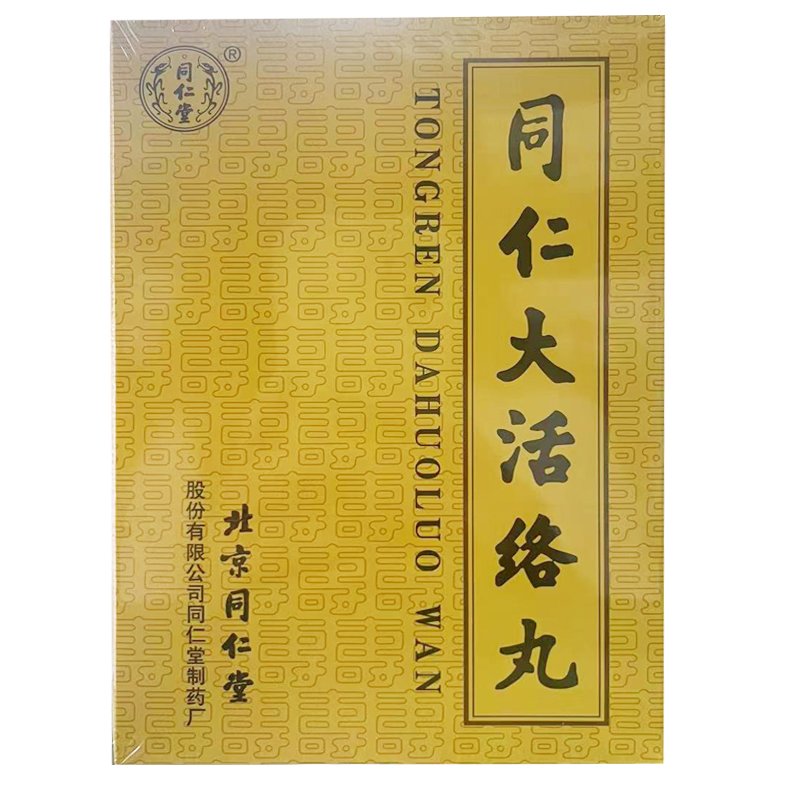 同仁堂
®
同仁大活络丸
TONGREN DAHUOLUO WAN
北京同仁堂
股份有限公司同仁堂制药厂